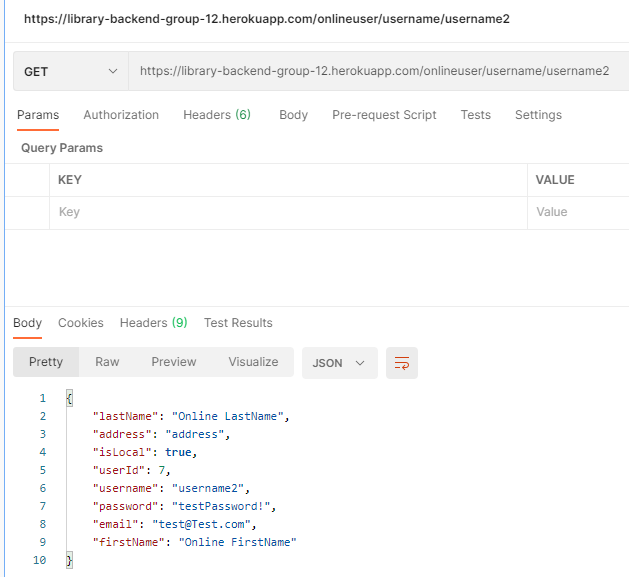 https://library-backend-group-12.herokuapp.com/onlineuser/username/username2
GET https://library-backend-group-12.herokuapp.com/onlineuser/username/username2
Params Authorization Headers (6) Body Pre-request Script Tests Settings
Query Params
KEY VALUE
Key Value
Body Cookies Headers (9) Test Results
Pretty Raw Preview Visualize JSON
1 {
2 "lastName": "Online LastName",
3 "address": "address",
4 "isLocal": true,
5 "userId": 7,
6 "username": "username2",
7 "password": "testPassword!",
8 "email": "test@Test.com",
9 "firstName": "Online FirstName"
10 }